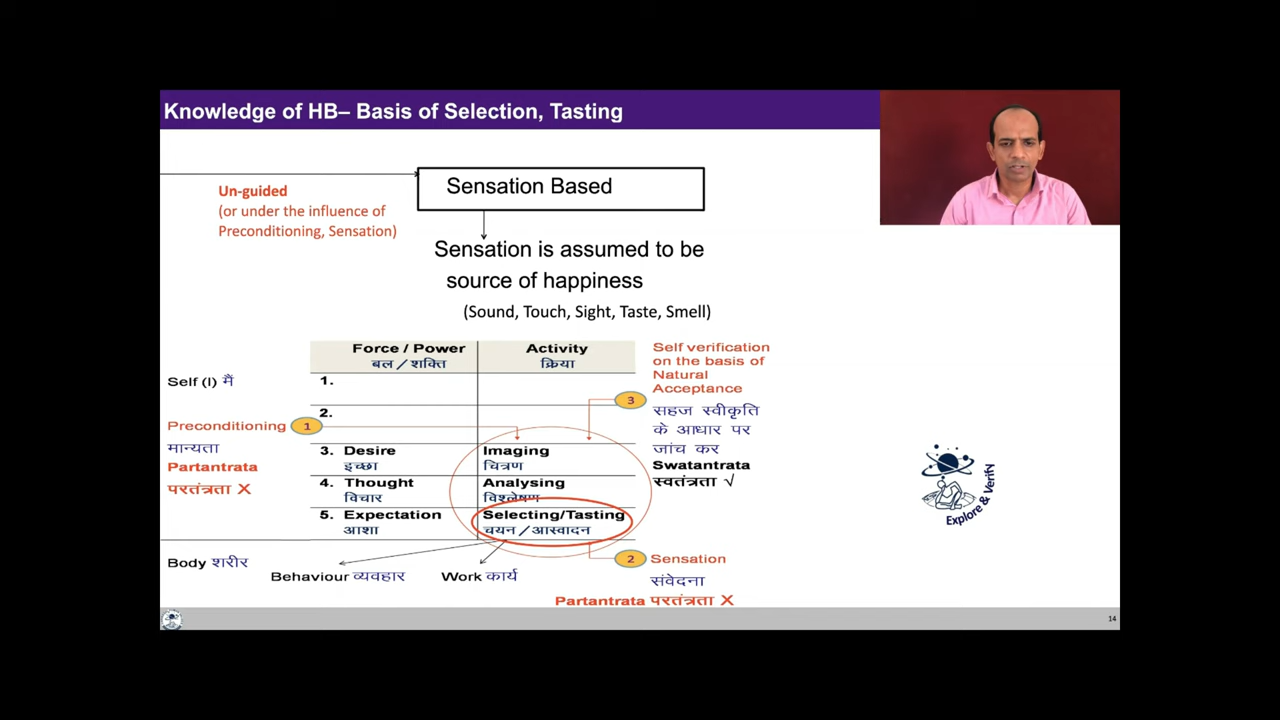 Knowledge of HB– Basis of Selection, Tasting
Sensation Based
Un-guided
(or under the influence of
Preconditioning, Sensation)
Sensation is assumed to be
source of happiness
(Sound, Touch, Sight, Taste, Smell)
Force / Power
बल / शक्ति
Activity
क्रिया
Self verification
on the basis of
Natural
Acceptance
सहज स्वीकृति
के आधार पर
जांच कर
Swatantrata
स्वतंत्रता √
Self (I) मैं
1.
2.
3
Preconditioning 1
मान्यता
Partantrata
परतंत्रता X
3. Desire
इच्छा
Imaging
चित्रण
4. Thought
विचार
Analysing
विश्लेषण
5. Expectation
आशा
Selecting/Tasting
चयन / आस्वादन
Body शरीर
Behaviour व्यवहार
Work कार्य
2 Sensation
संवेदना
Partantrata परतंत्रता X
Explore & Verify
14